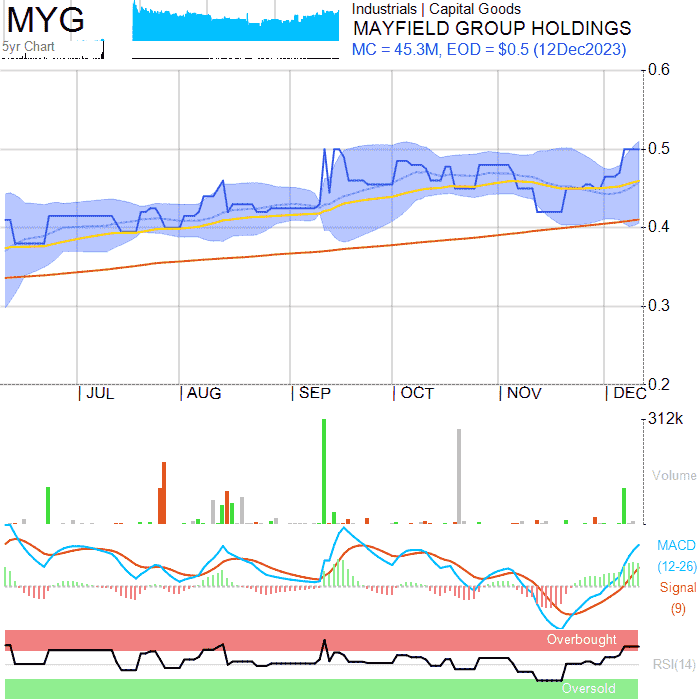 MYG
5yr Chart
Industrials | Capital Goods
MAYFIELD GROUP HOLDINGS
MC = 45.3M, EOD = $0.5 (12Dec2023)
0.6
0.5
0.4
0.3
0.2
| JUL | AUG | SEP | OCT | NOV | DEC
312k
Volume
MACD
(12-26)
Signal
(9)
Overbought
RSI(14)
Oversold